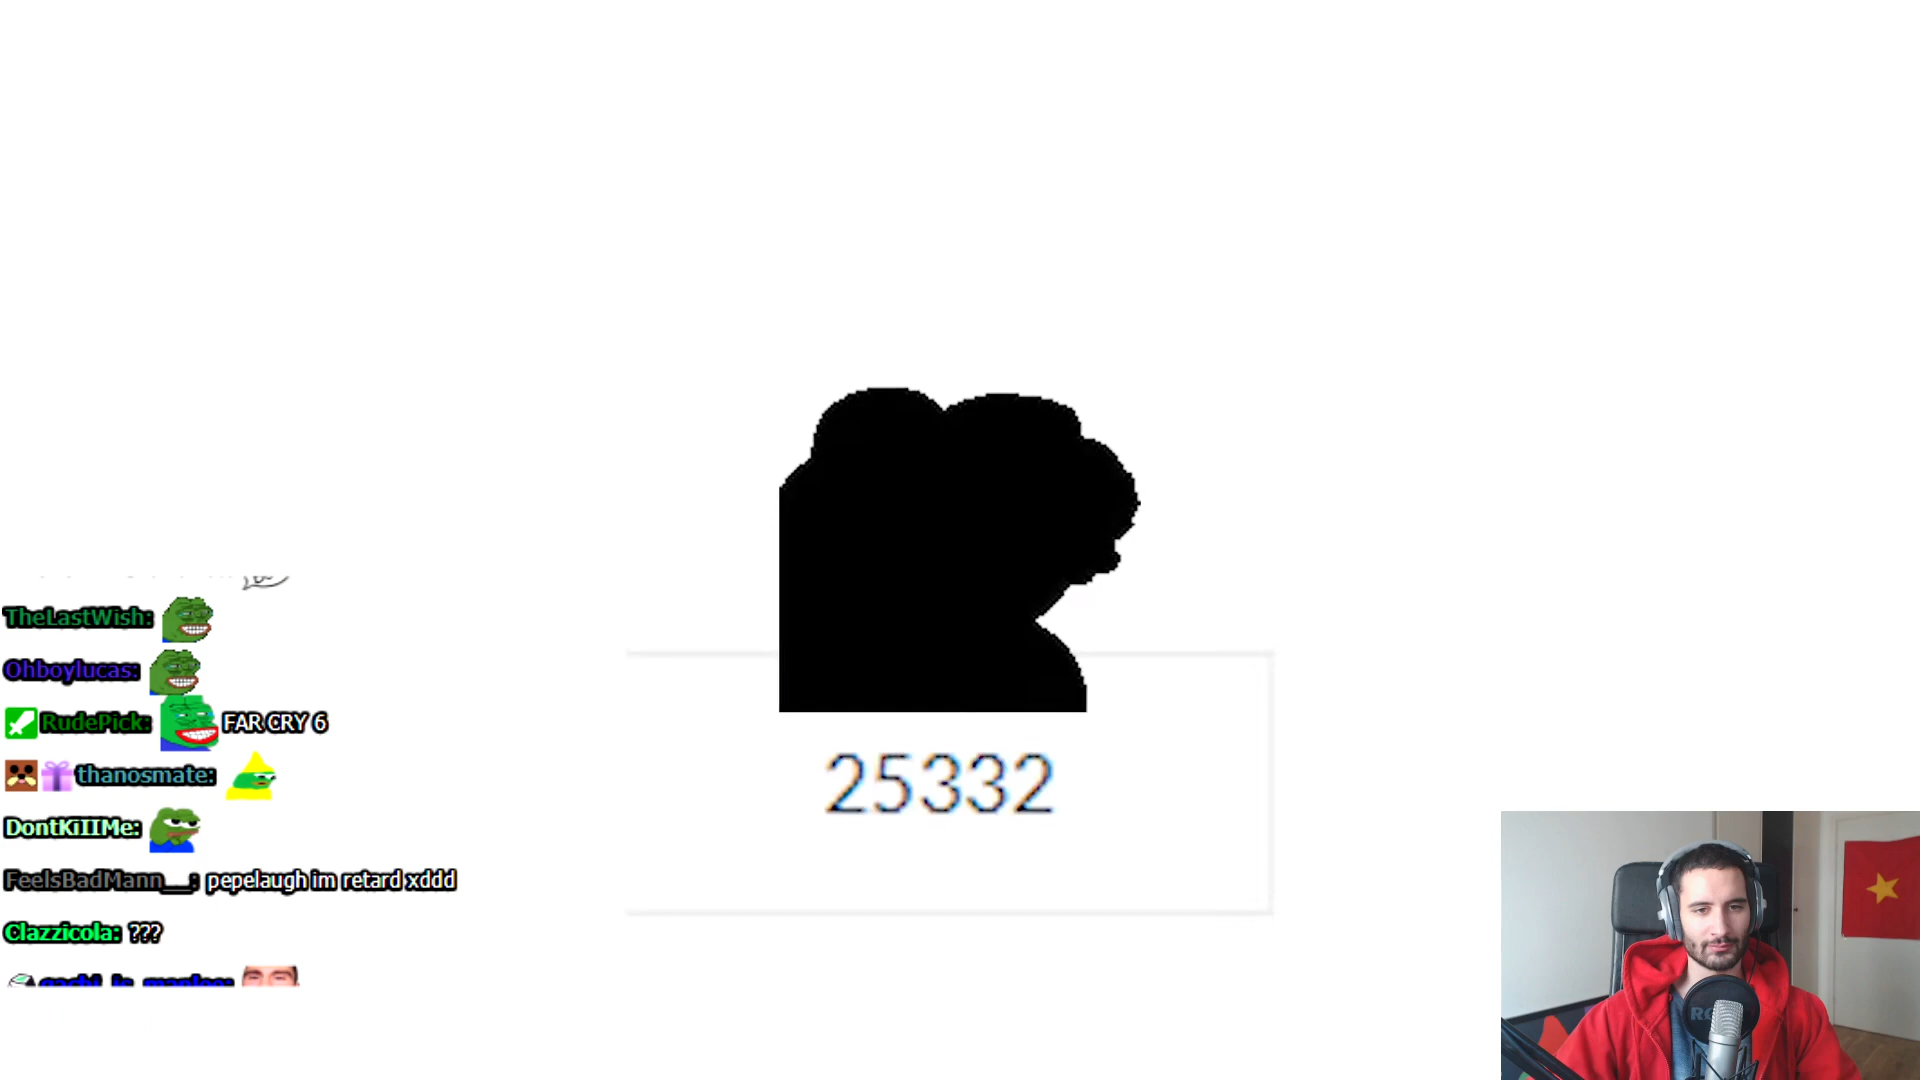 TheLastWish:
Ohboylucas:
RudePick: FAR CRY 6
thanosmate:
DontKiIIMe:
FeelsBadMann__: pepelaugh im retard xddd
Clazzicola: ???
25332